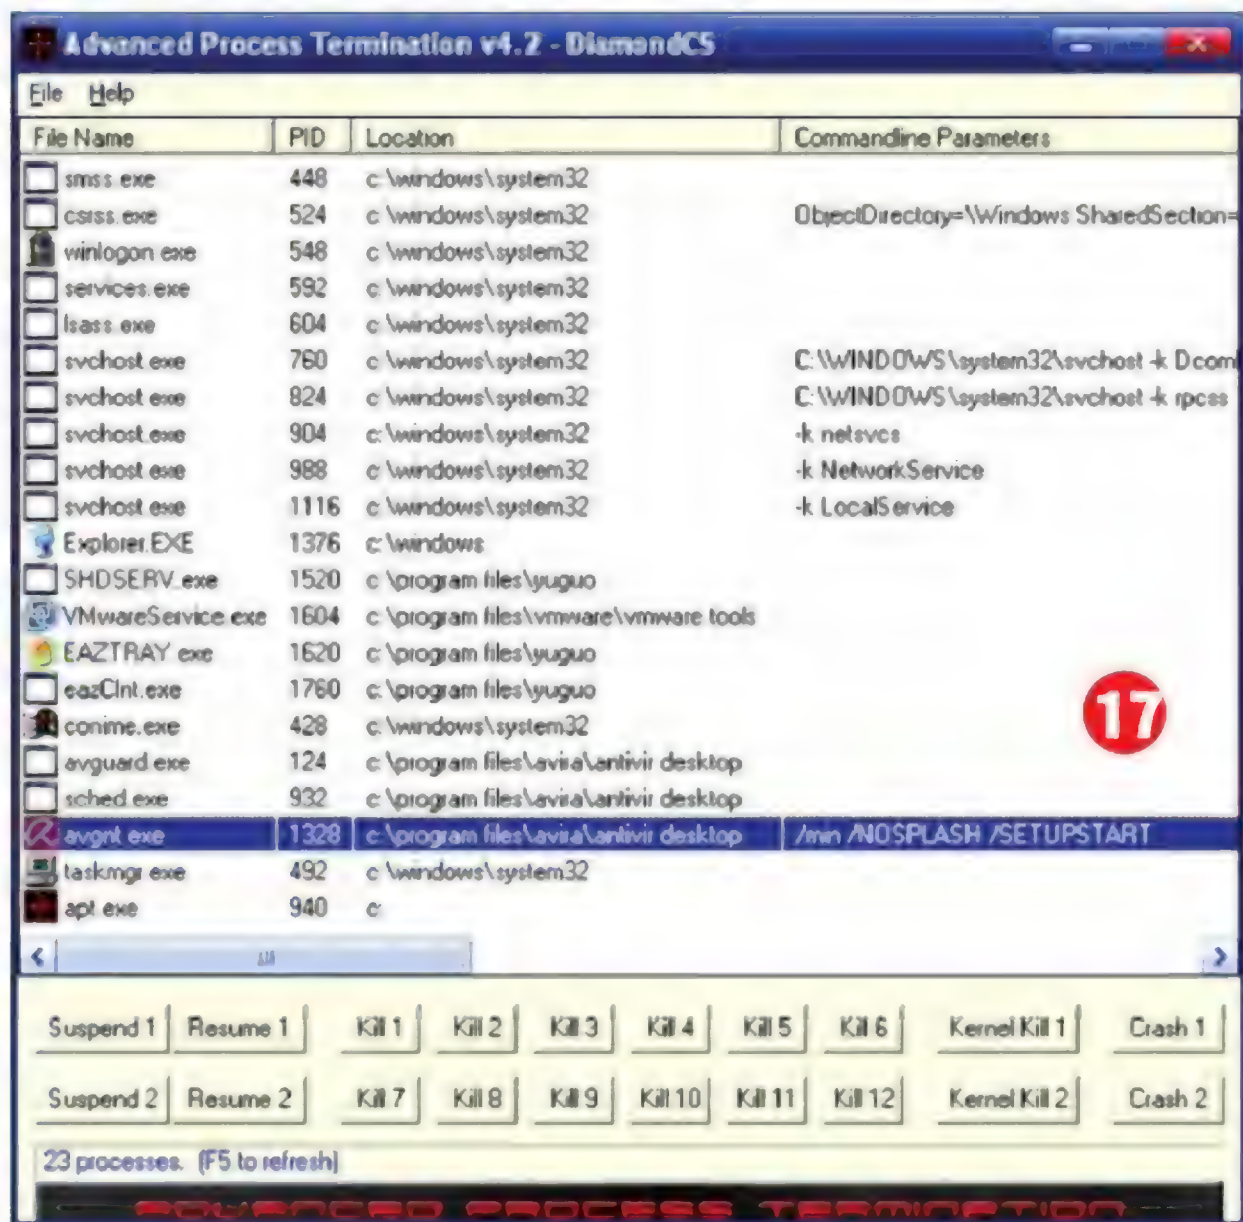 Advanced Process Termination v4.2 - DiamondCS
File Help
File Name PID Location Commandline Parameters
smss.exe 448 c:\windows\system32
csrss.exe 524 c:\windows\system32 ObjectDirectory=\Windows SharedSection=
winlogon.exe 548 c:\windows\system32
services.exe 592 c:\windows\system32
lsass.exe 604 c:\windows\system32
svchost.exe 760 c:\windows\system32 C:\WINDOWS\system32\svchost -k Dcom
svchost.exe 824 c:\windows\system32 C:\WINDOWS\system32\svchost -k rpcss
svchost.exe 904 c:\windows\system32 -k netsvcs
svchost.exe 988 c:\windows\system32 -k NetworkService
svchost.exe 1116 c:\windows\system32 -k LocalService
Explorer.EXE 1376 c:\windows
SHDSERV.exe 1520 c:\program files\yuguo
VMwareService.exe 1604 c:\program files\vmware\vmware tools
EAZTRAY.exe 1620 c:\program files\yuguo
eazClnt.exe 1760 c:\program files\yuguo
conime.exe 428 c:\windows\system32
avguard.exe 124 c:\program files\avira\antivir desktop
sched.exe 932 c:\program files\avira\antivir desktop
avgnt.exe 1328 c:\program files\avira\antivir desktop /min /NOSPLASH /SETUPSTART
taskmgr.exe 492 c:\windows\system32
apt.exe 940 c:
17
Suspend 1 Resume 1 Kill 1 Kill 2 Kill 3 Kill 4 Kill 5 Kill 6 Kernel Kill 1 Crash 1
Suspend 2 Resume 2 Kill 7 Kill 8 Kill 9 Kill 10 Kill 11 Kill 12 Kernel Kill 2 Crash 2
23 processes. (F5 to refresh)
ADVANCED PROCESS TERMINATION